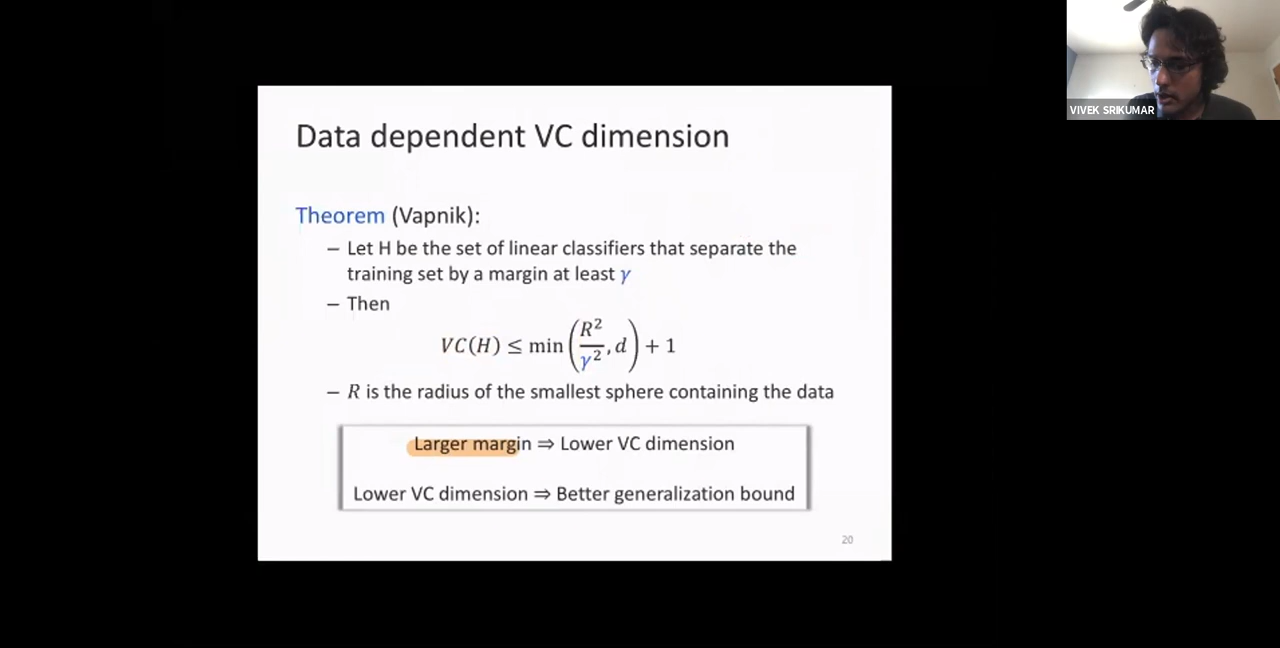 VIVEK SRIKUMAR
Data dependent VC dimension
Theorem (Vapnik):
– Let H be the set of linear classifiers that separate the
training set by a margin at least γ
– Then
VC(H) ≤ min(R²/γ², d) + 1
– R is the radius of the smallest sphere containing the data
Larger margin ⇒ Lower VC dimension
Lower VC dimension ⇒ Better generalization bound
20